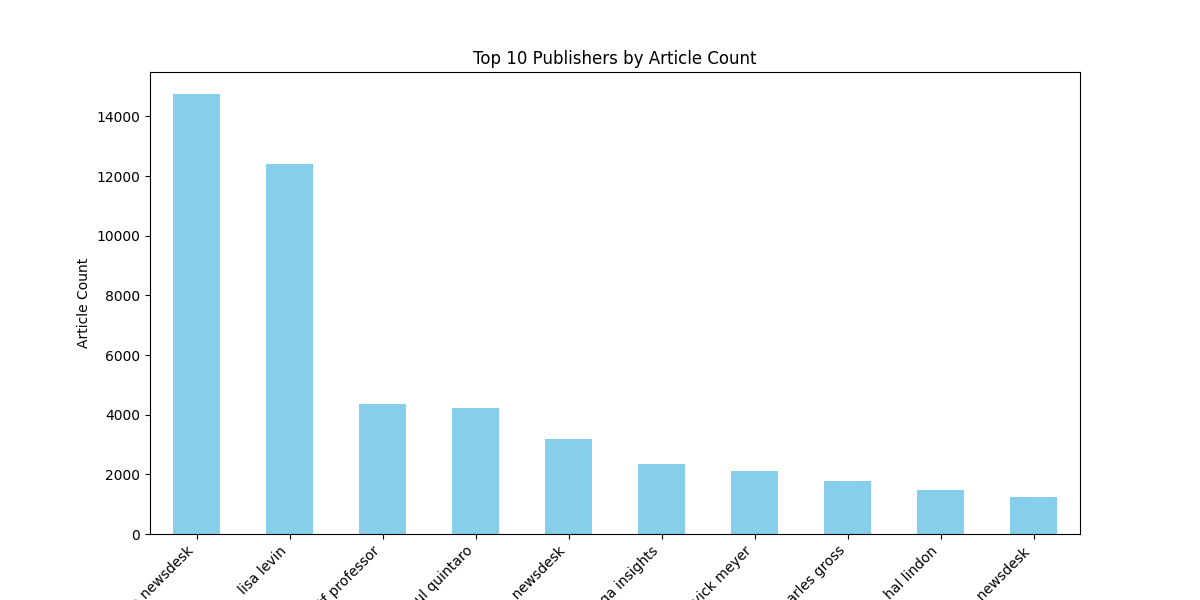 Top 10 Publishers by Article Count
Article Count
14000
12000
10000
8000
6000
4000
2000
0
newsdesk
lisa levin
professor
quintaro
newsdesk
insights
meyer
gross
hal lindon
newsdesk